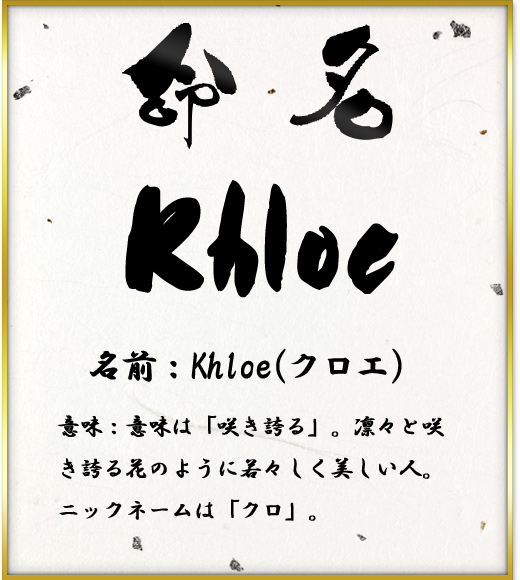 命名
Khloe
名前：Khloe(クロエ)
意味：意味は「咲き誇る」。凛々と咲
き誇る花のように若々しく美しい人。
ニックネームは「クロ」。